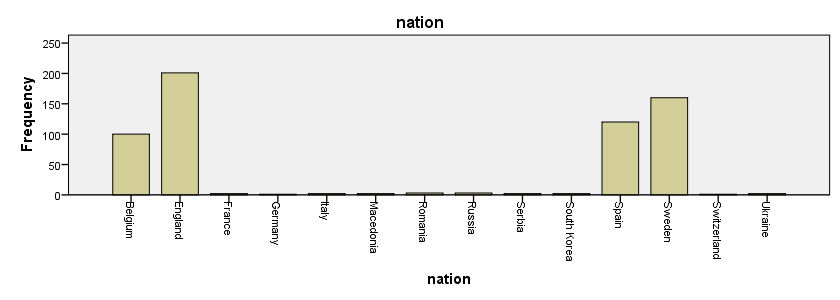 nation
Frequency
250
200
150
100
50
0
Belgium
England
France
Germany
Italy
Macedonia
Romania
Russia
Serbia
South Korea
Spain
Sweden
Switzerland
Ukraine
nation